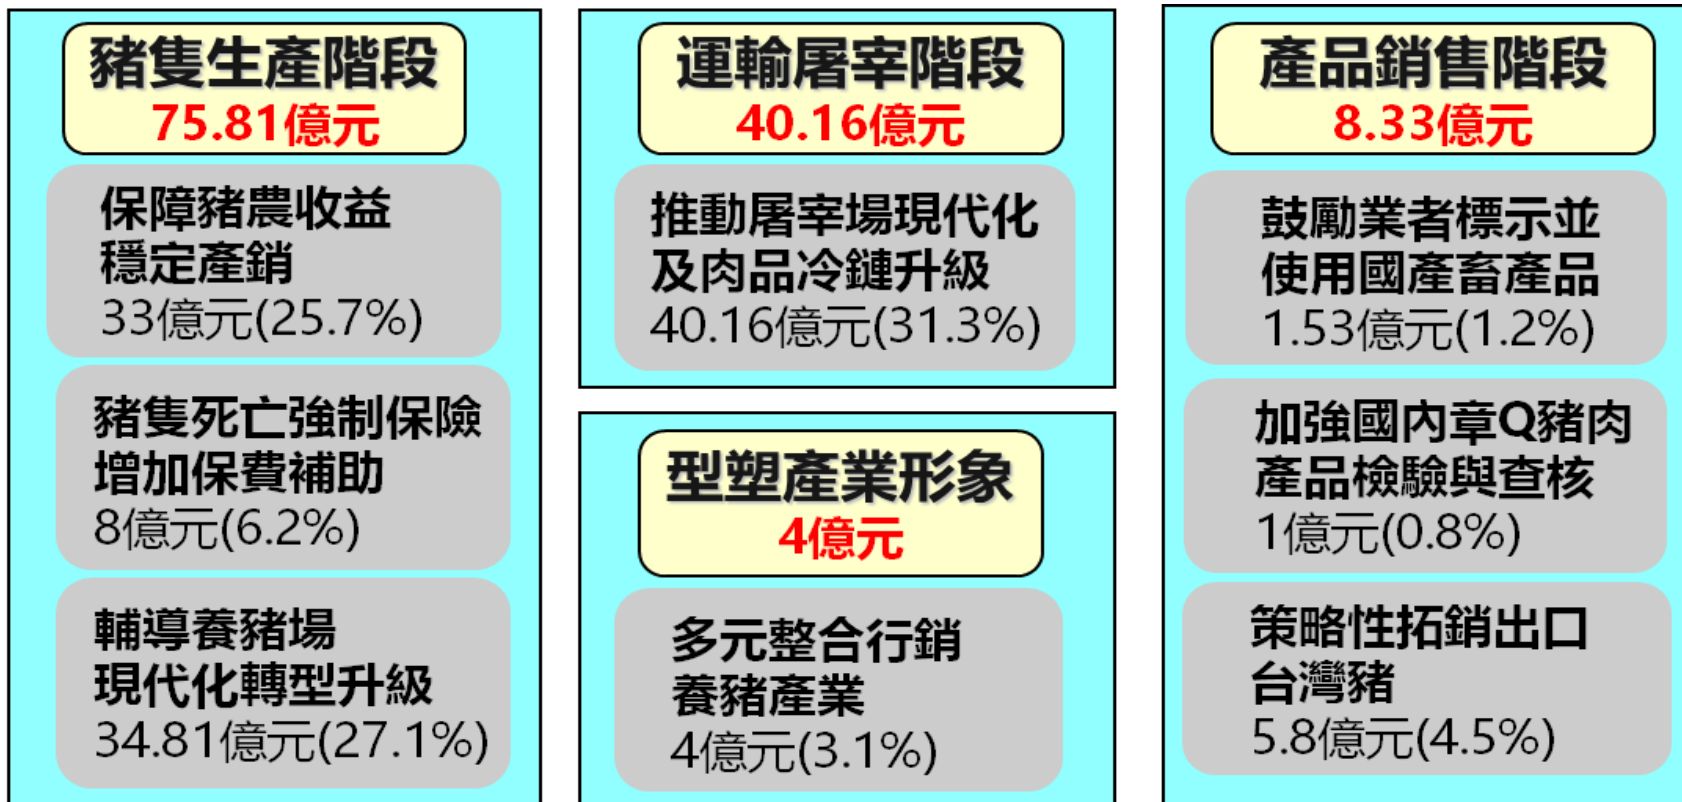 豬隻生產階段
75.81億元
保障豬農收益
穩定產銷
33億元(25.7%)
豬隻死亡強制保險
增加保費補助
8億元(6.2%)
輔導養豬場
現代化轉型升級
34.81億元(27.1%)
運輸屠宰階段
40.16億元
推動屠宰場現代化
及肉品冷鏈升級
40.16億元(31.3%)
型塑產業形象
4億元
多元整合行銷
養豬產業
4億元(3.1%)
產品銷售階段
8.33億元
鼓勵業者標示並
使用國產畜產品
1.53億元(1.2%)
加強國內章Q豬肉
產品檢驗與查核
1億元(0.8%)
策略性拓銷出口
台灣豬
5.8億元(4.5%)